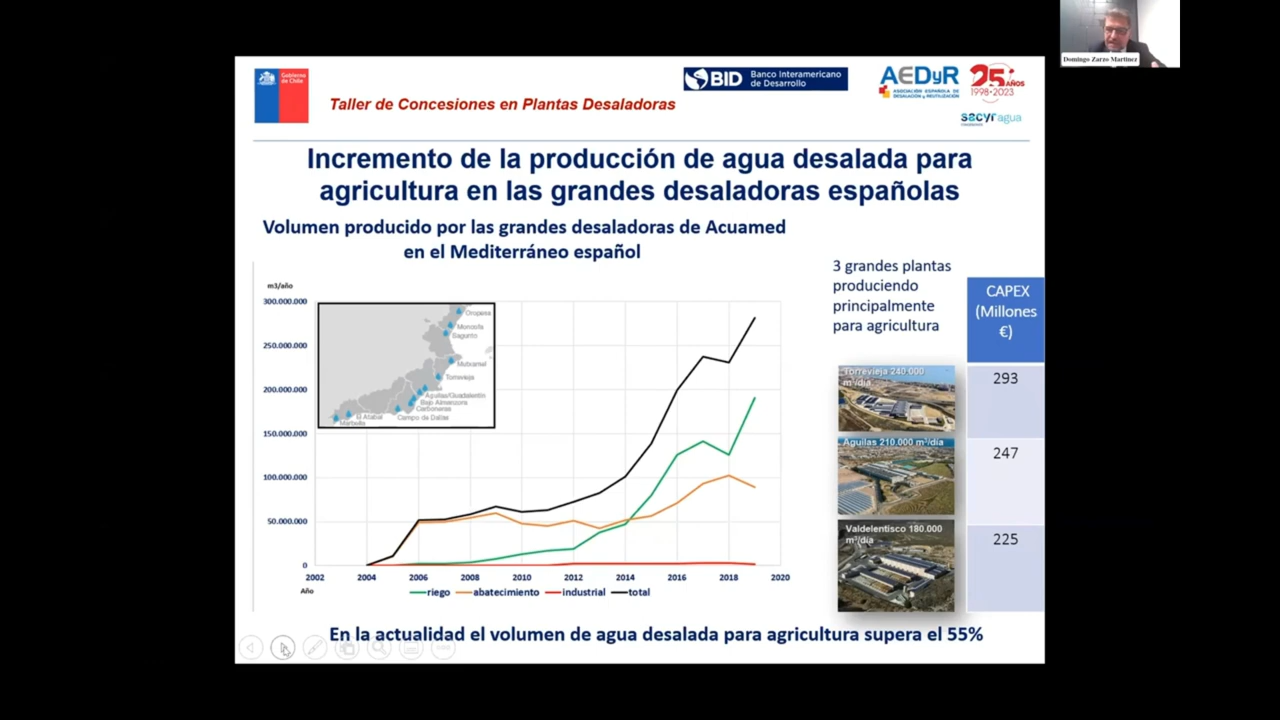 Domingo Zarzo Martínez
Gobierno
de Chile
BID
Banco Interamericano
de Desarrollo
AEDyR
ASOCIACIÓN ESPAÑOLA DE
DESALACIÓN y REUTILIZACIÓN
25 AÑOS
1998-2023
sacyr agua
Taller de Concesiones en Plantas Desaladoras
Incremento de la producción de agua desalada para
agricultura en las grandes desaladoras españolas
Volumen producido por las grandes desaladoras de Acuamed
en el Mediterráneo español
m3/año
300.000.000
250.000.000
200.000.000
150.000.000
100.000.000
50.000.000
0
2002 2004 2006 2008 2010 2012 2014 2016 2018 2020
Año
riego abatecimiento industrial total
Oropesa
Moncofa
Sagunto
Mutxamel
Torrevieja
Águilas/Guadalentín
Bajo Almanzora
Carboneras
Campo de Dalías
El Atabal
Marbella
3 grandes plantas
produciendo
principalmente
para agricultura
CAPEX
(Millones
€)
Torrevieja 240.000
m³/día
293
Águilas 210.000 m³/día
247
Valdelentisco 180.000
m³/día
225
En la actualidad el volumen de agua desalada para agricultura supera el 55%